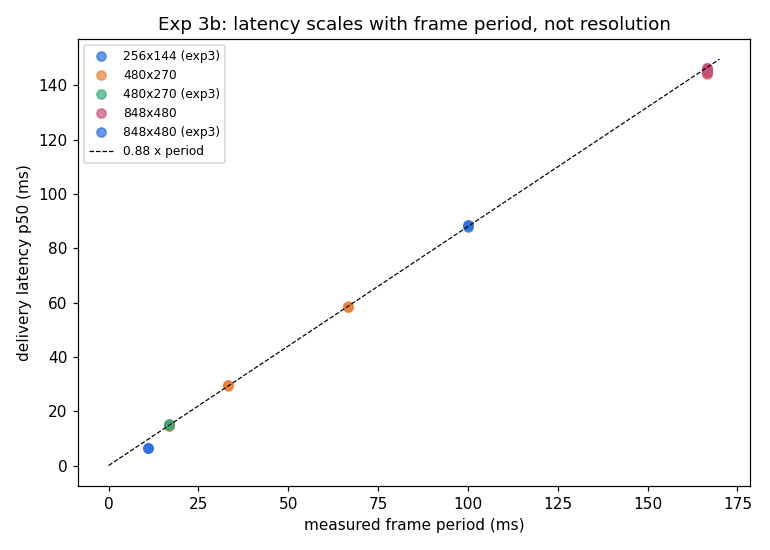 Exp 3b: latency scales with frame period, not resolution
256x144 (exp3)
480x270
480x270 (exp3)
848x480
848x480 (exp3)
0.88 x period
delivery latency p50 (ms)
140
120
100
80
60
40
20
0
0 25 50 75 100 125 150 175
measured frame period (ms)